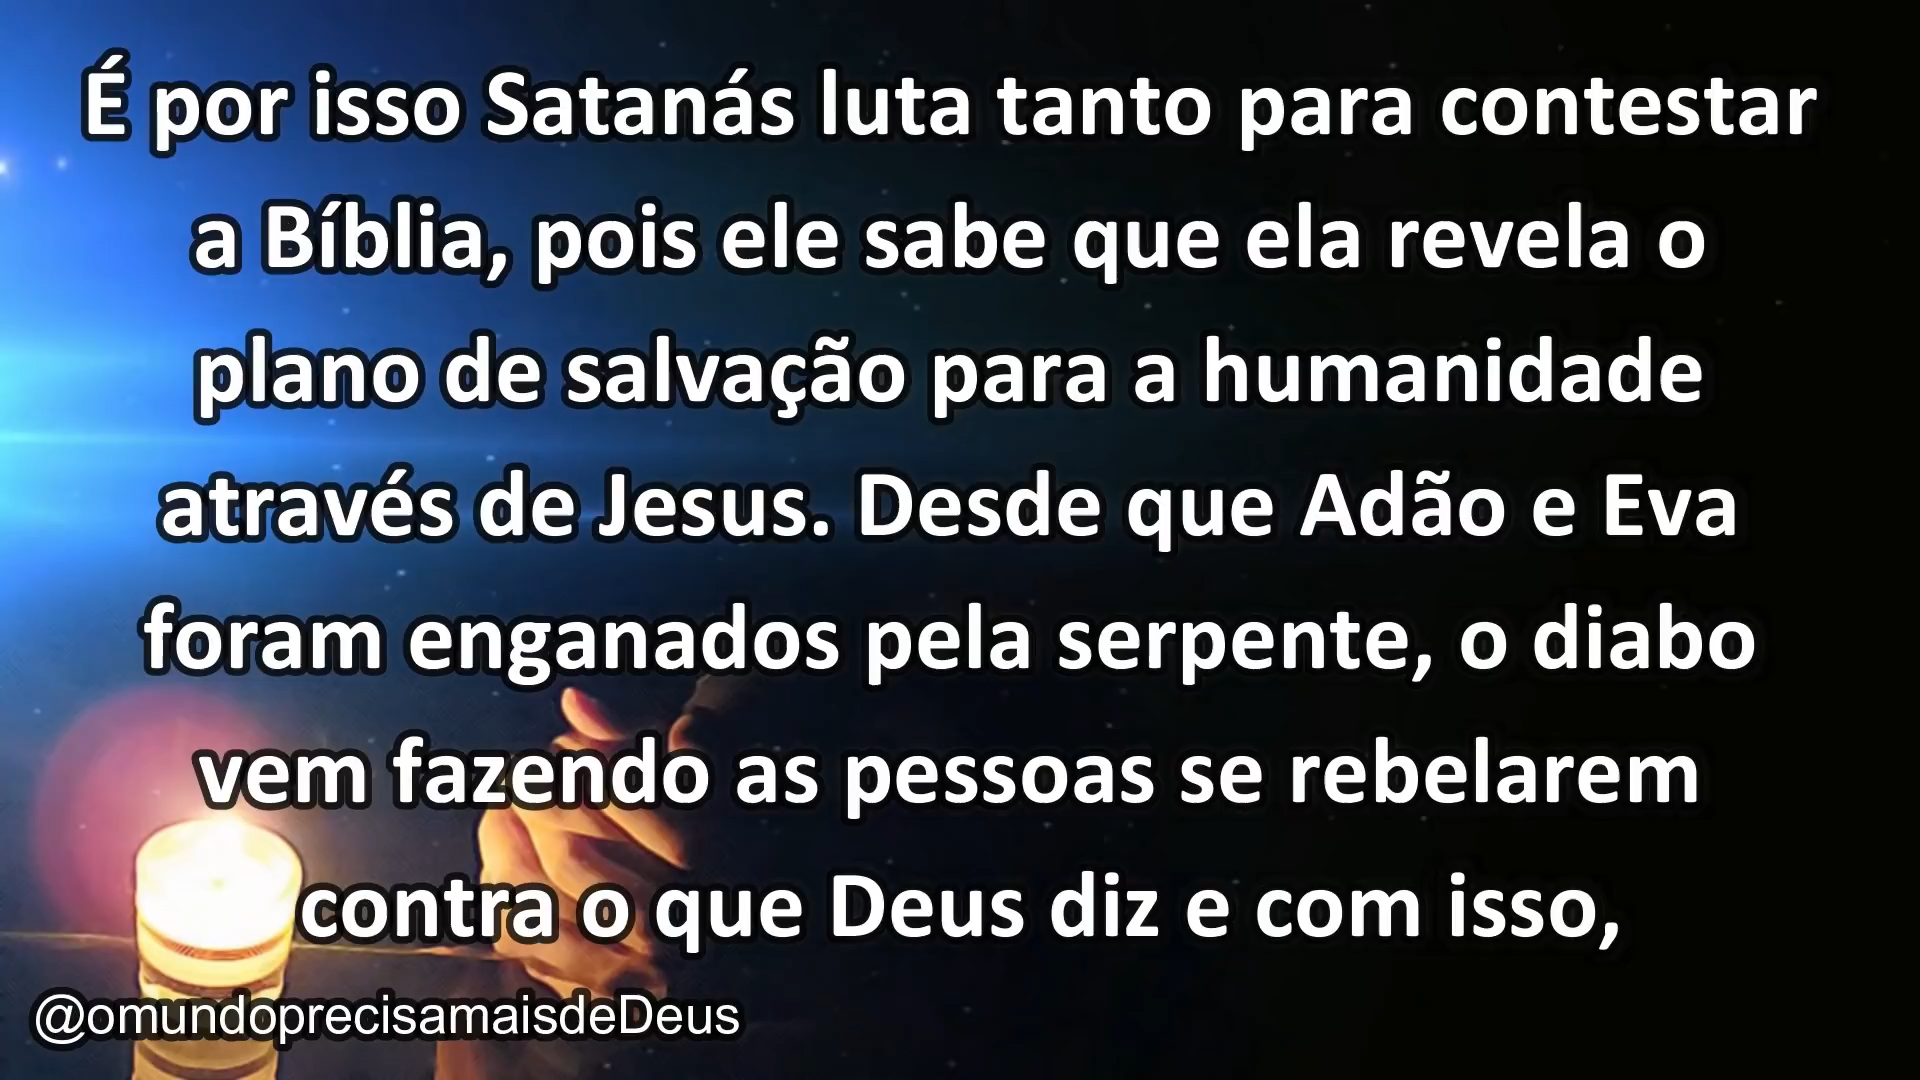 É por isso Satanás luta tanto para contestar
a Bíblia, pois ele sabe que ela revela o
plano de salvação para a humanidade
através de Jesus. Desde que Adão e Eva
foram enganados pela serpente, o diabo
vem fazendo as pessoas se rebelarem
contra o que Deus diz e com isso,
@omundoprecisamaisdeDeus